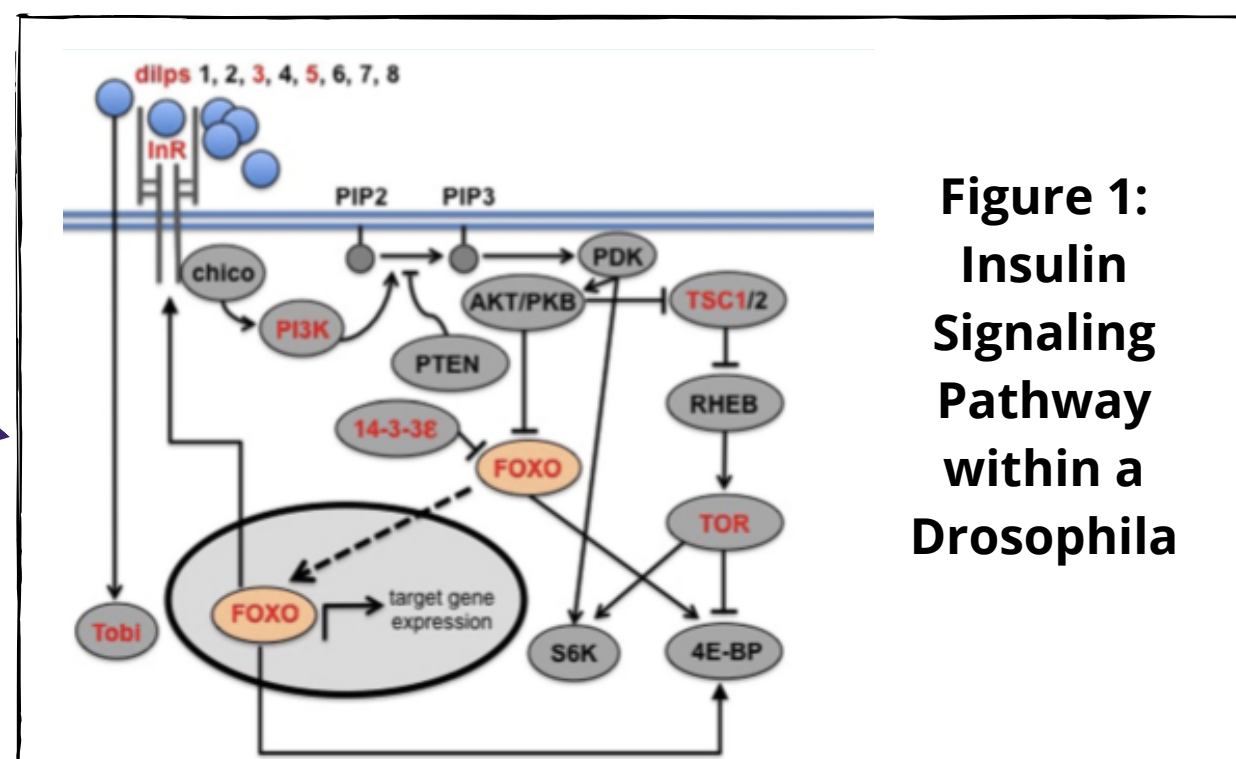 dilps 1, 2, 3, 4, 5, 6, 7, 8
InR
PIP2
PIP3
chico
PDK
AKT/PKB
TSC1/2
PI3K
PTEN
RHEB
14-3-3ε
FOXO
TOR
FOXO
target gene
expression
Tobi
S6K
4E-BP
Figure 1:
Insulin
Signaling
Pathway
within a
Drosophila